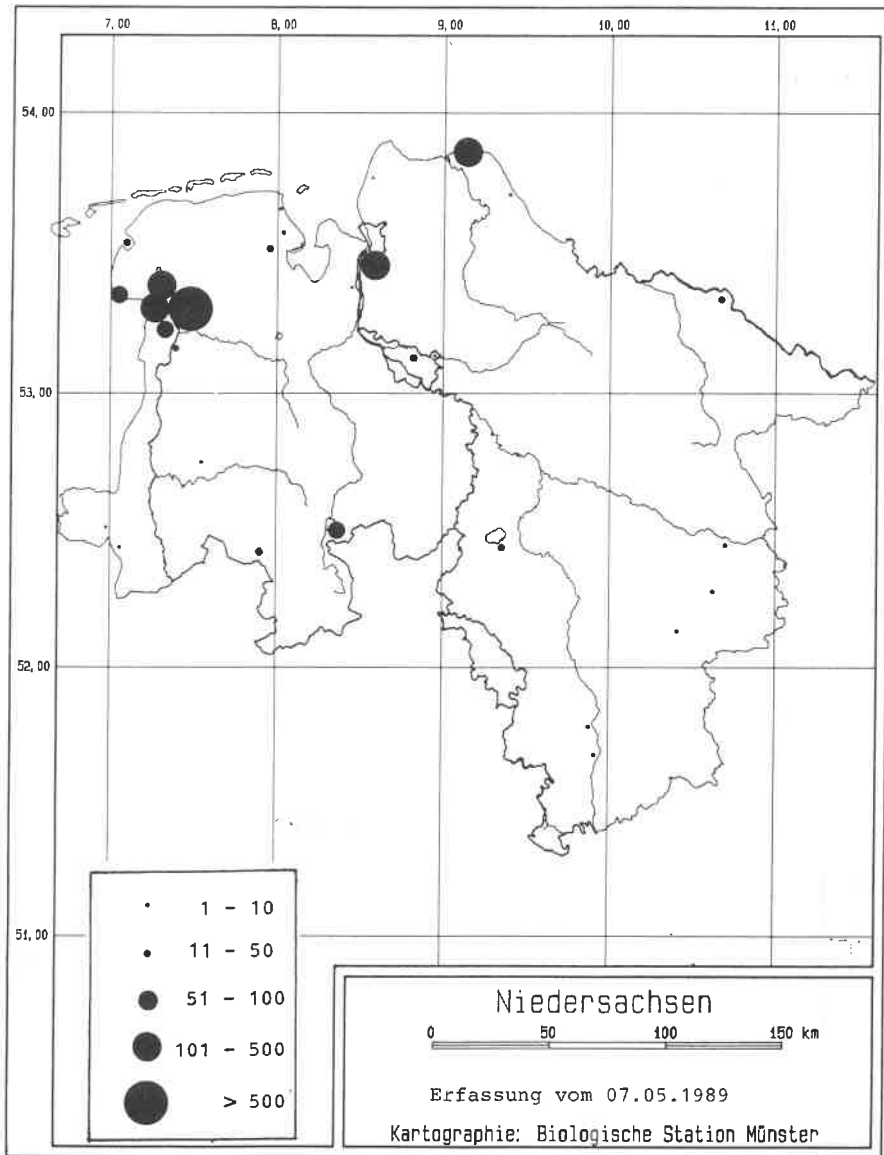 7,00 8,00 9,00 10,00 11,00
54,00
53,00
52,00
51,00
1 - 10
11 - 50
51 - 100
101 - 500
> 500
Niedersachsen
0 50 100 150 km
Erfassung vom 07.05.1989
Kartographie: Biologische Station Münster